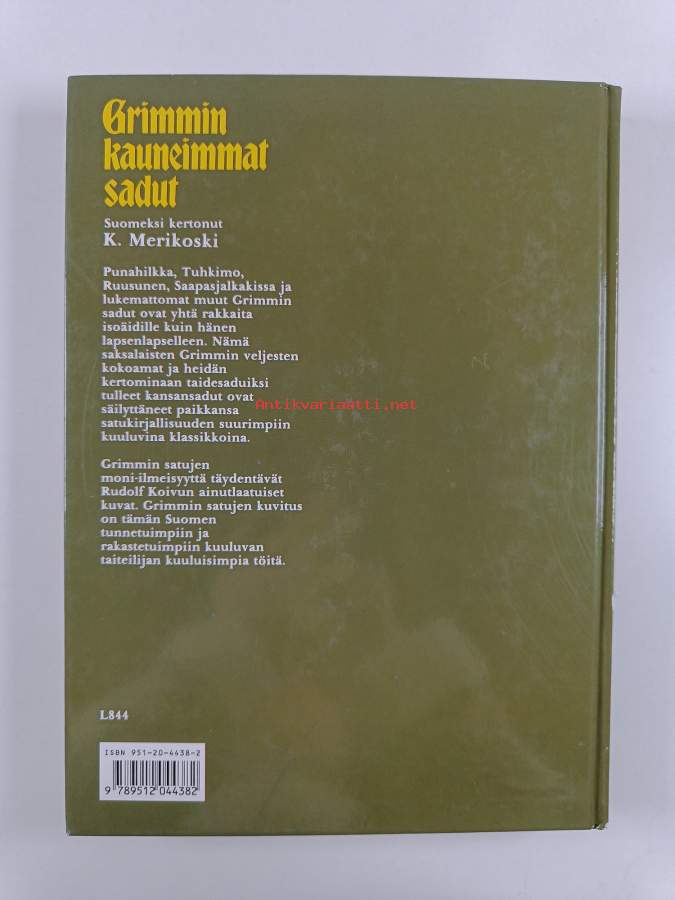 Grimmin
kauneimmat
sadut
Suomeksi kertonut
K. Merikoski
Punahilkka, Tuhkimo,
Ruusunen, Saapasjalkakissa ja
lukemattomat muut Grimmin
sadut ovat yhtä rakkaita
isoäidille kuin hänen
lapsenlapselleen. Nämä
saksalaisten Grimmin veljesten
kokoamat ja heidän
kertominaan taidesaduiksi
tulleet kansansadut ovat
säilyttäneet paikkansa
satukirjallisuuden suurimpiin
kuuluvina klassikkoina.
Antikvariaatti.net
Grimmin satujen
moni-ilmeisyyttä täydentävät
Rudolf Koivun ainutlaatuiset
kuvat. Grimmin satujen kuvitus
on tämän Suomen
tunnetuimpiin ja
rakastetuimpiin kuuluvan
taiteilijan kuuluisimpia töitä.
L844
ISBN 951-20-4438-2
9 789512 044382